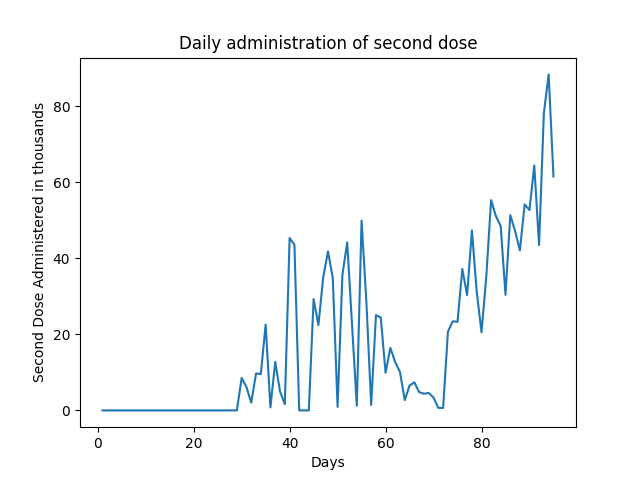 Daily administration of second dose
Second Dose Administered in thousands
80
60
40
20
0
0 20 40 60 80
Days